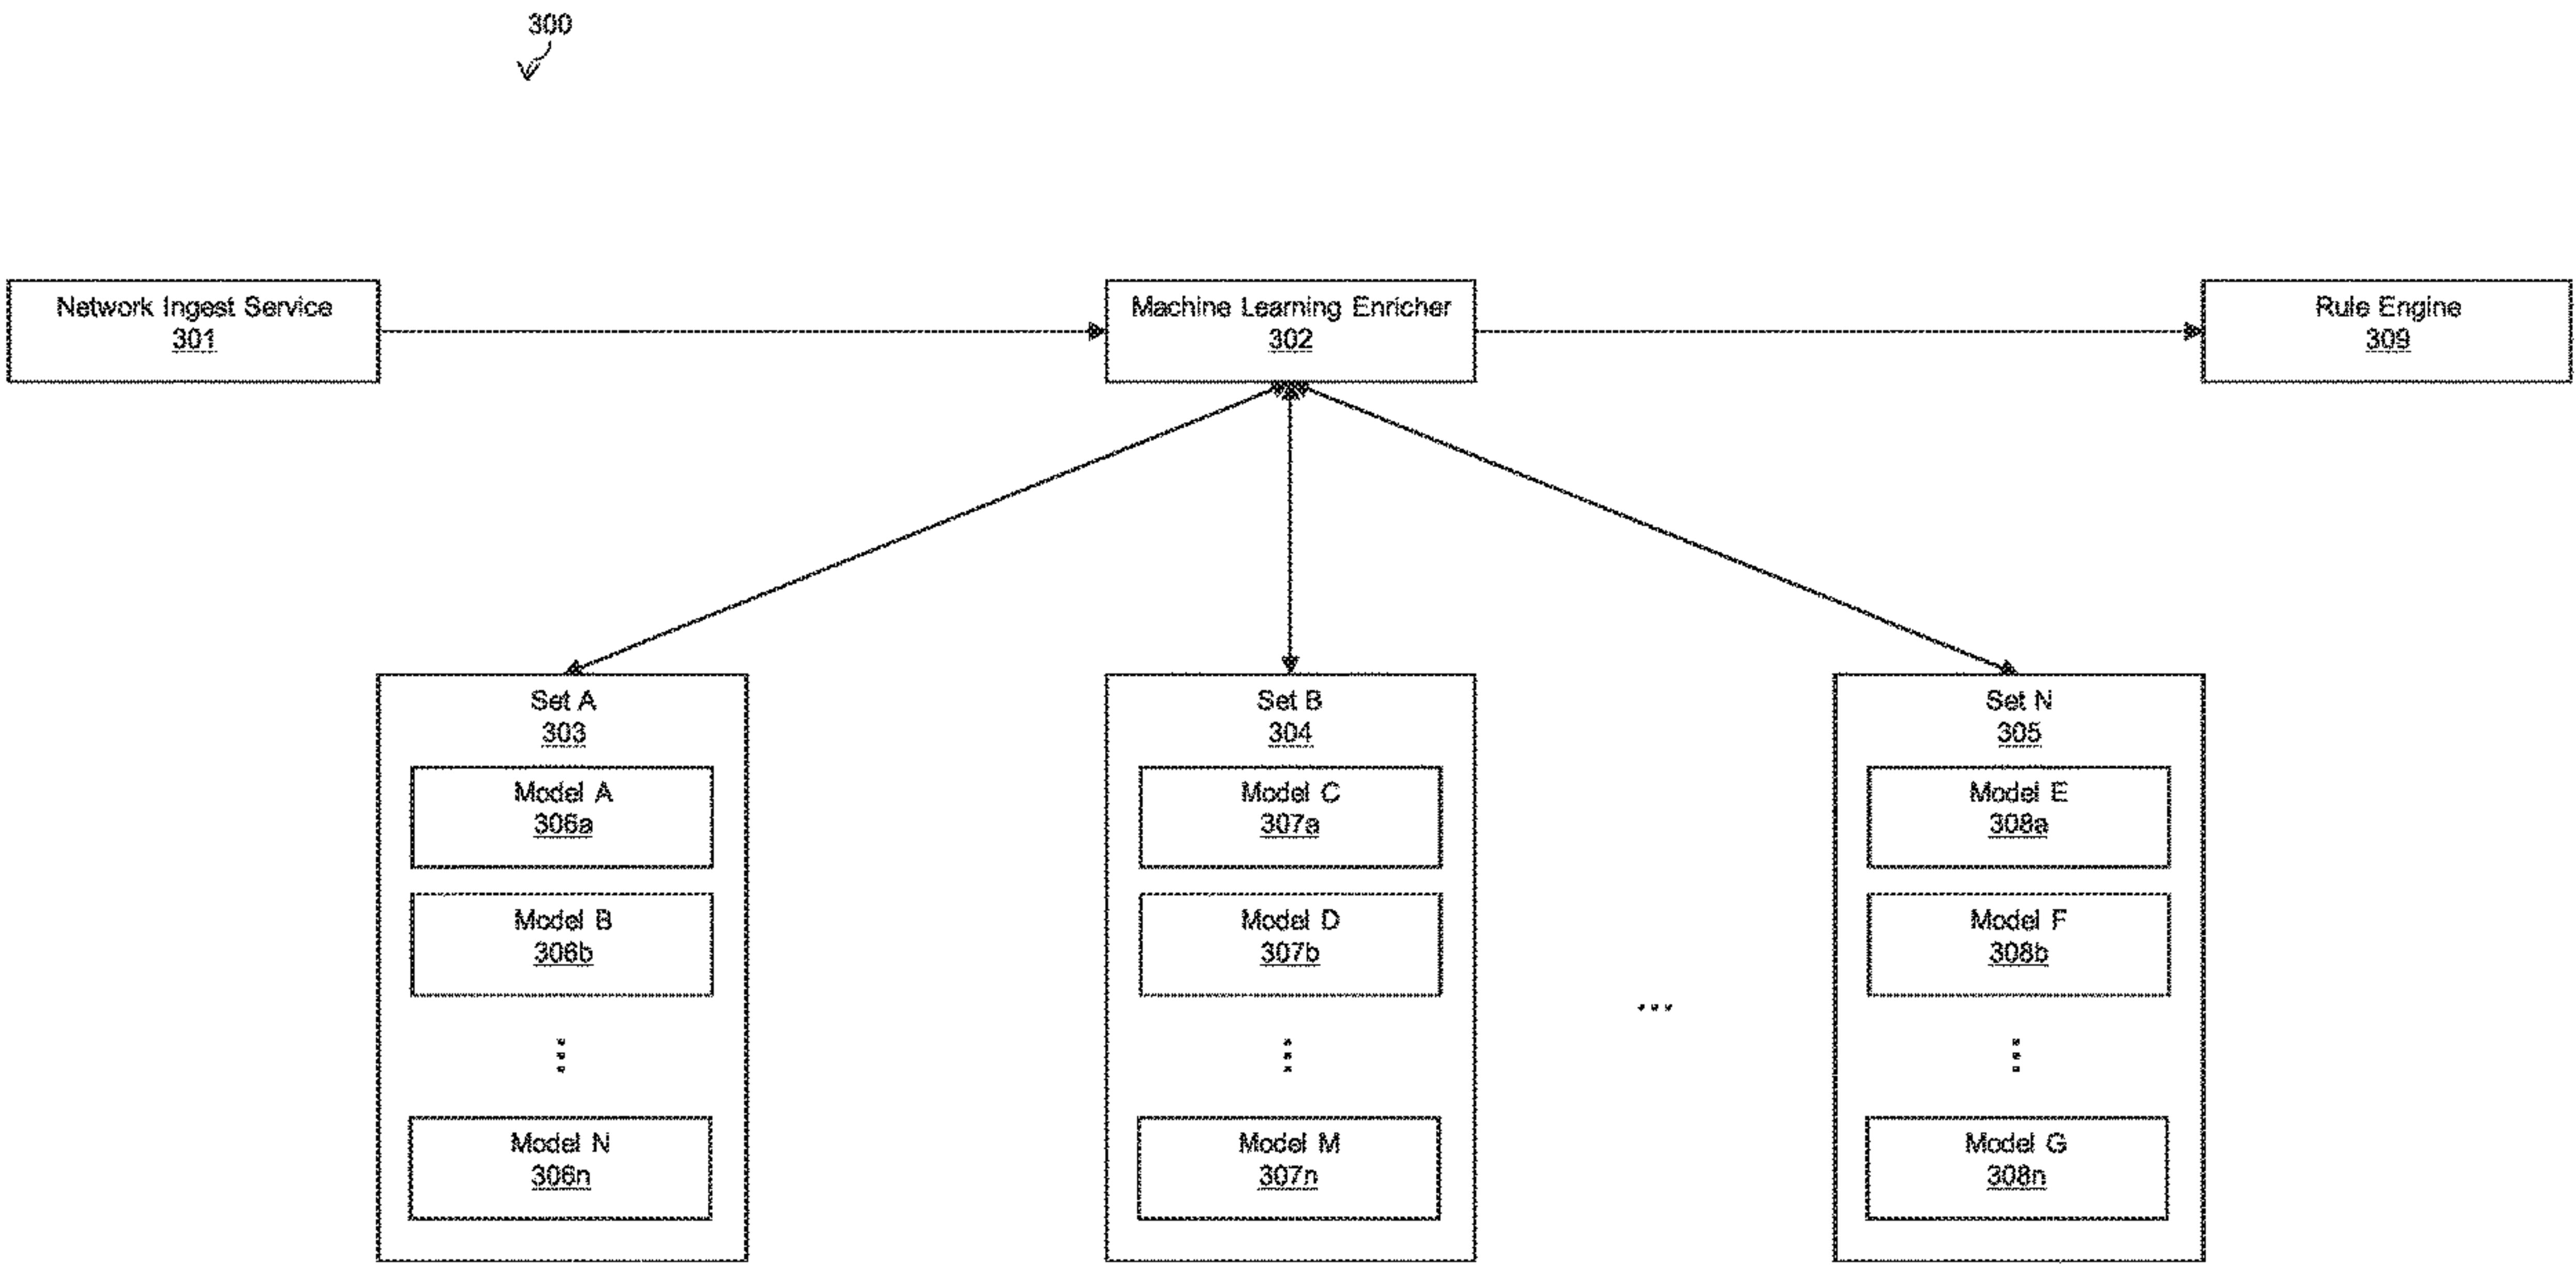 300
Network Ingest Service
301
Machine Learning Enricher
302
Rule Engine
309
Set A
303
Model A
306a
Model B
306b
Model N
306n
Set B
304
Model C
307a
Model D
307b
Model M
307n
...
Set N
305
Model E
308a
Model F
308b
Model G
308n